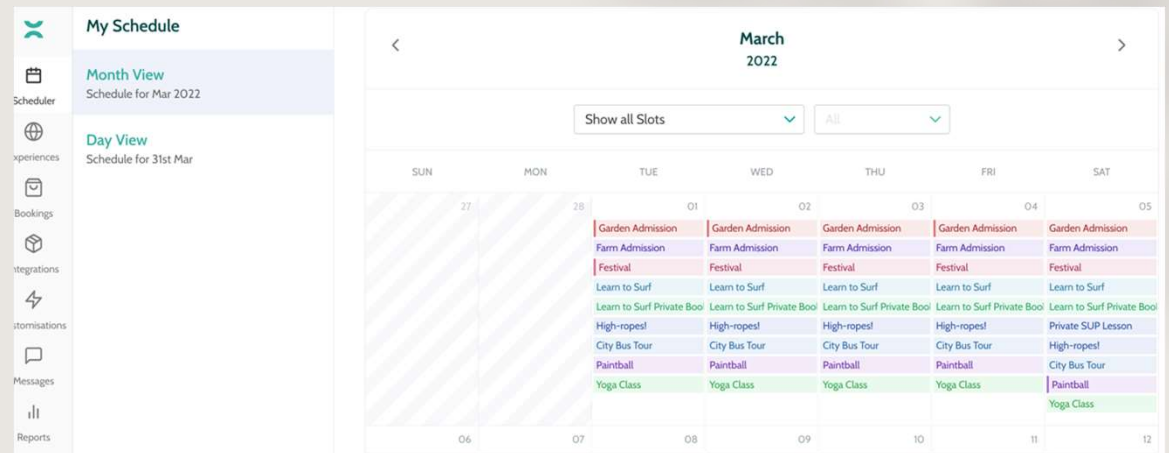 My Schedule
Month View
Schedule for Mar 2022
Day View
Schedule for 31st Mar
Scheduler
xperiences
Bookings
ntegrations
stomisations
Messages
Reports
March
2022
Show all Slots
All
SUN MON TUE WED THU FRI SAT
27 28 01 02 03 04 05
Garden Admission Garden Admission Garden Admission Garden Admission Garden Admission
Farm Admission Farm Admission Farm Admission Farm Admission Farm Admission
Festival Festival Festival Festival Festival
Learn to Surf Learn to Surf Learn to Surf Learn to Surf Learn to Surf
Learn to Surf Private Boo Learn to Surf Private Boo Learn to Surf Private Boo Learn to Surf Private Boo Learn to Surf Private Boo
High-ropes! High-ropes! High-ropes! High-ropes! Private SUP Lesson
City Bus Tour City Bus Tour City Bus Tour City Bus Tour High-ropes!
Paintball Paintball Paintball Paintball City Bus Tour
Yoga Class Yoga Class Yoga Class Yoga Class Paintball
Yoga Class
06 07 08 09 10 11 12